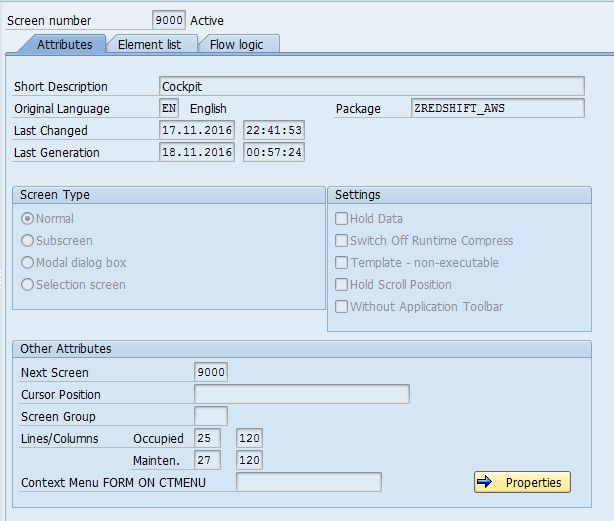 Screen number 9000 Active
Attributes Element list Flow logic
Short Description Cockpit
Original Language EN English Package ZREDSHIFT_AWS
Last Changed 17.11.2016 22:41:53
Last Generation 18.11.2016 00:57:24
Screen Type
Normal
Subscreen
Modal dialog box
Selection screen
Settings
Hold Data
Switch Off Runtime Compress
Template - non-executable
Hold Scroll Position
Without Application Toolbar
Other Attributes
Next Screen 9000
Cursor Position
Screen Group
Lines/Columns Occupied 25 120
Mainten. 27 120
Context Menu FORM ON CTMENU
Properties